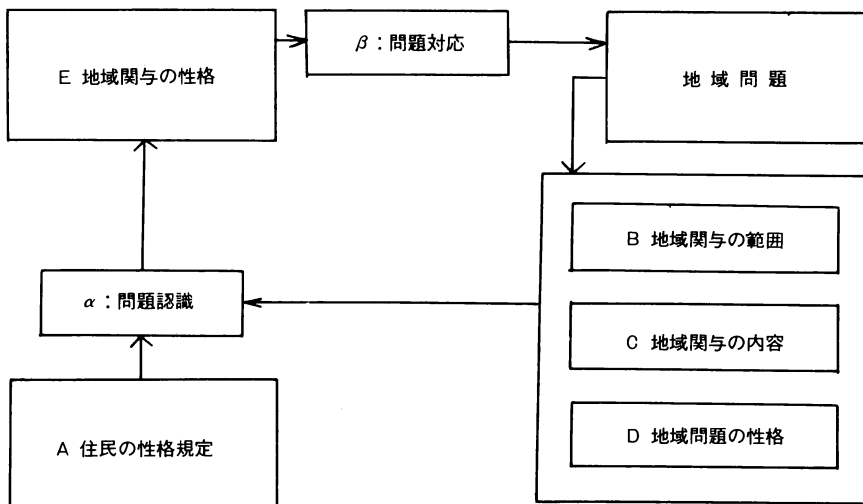 E 地域関与の性格
β：問題対応
地域問題
B 地域関与の範囲
α：問題認識
C 地域関与の内容
A 住民の性格規定
D 地域問題の性格